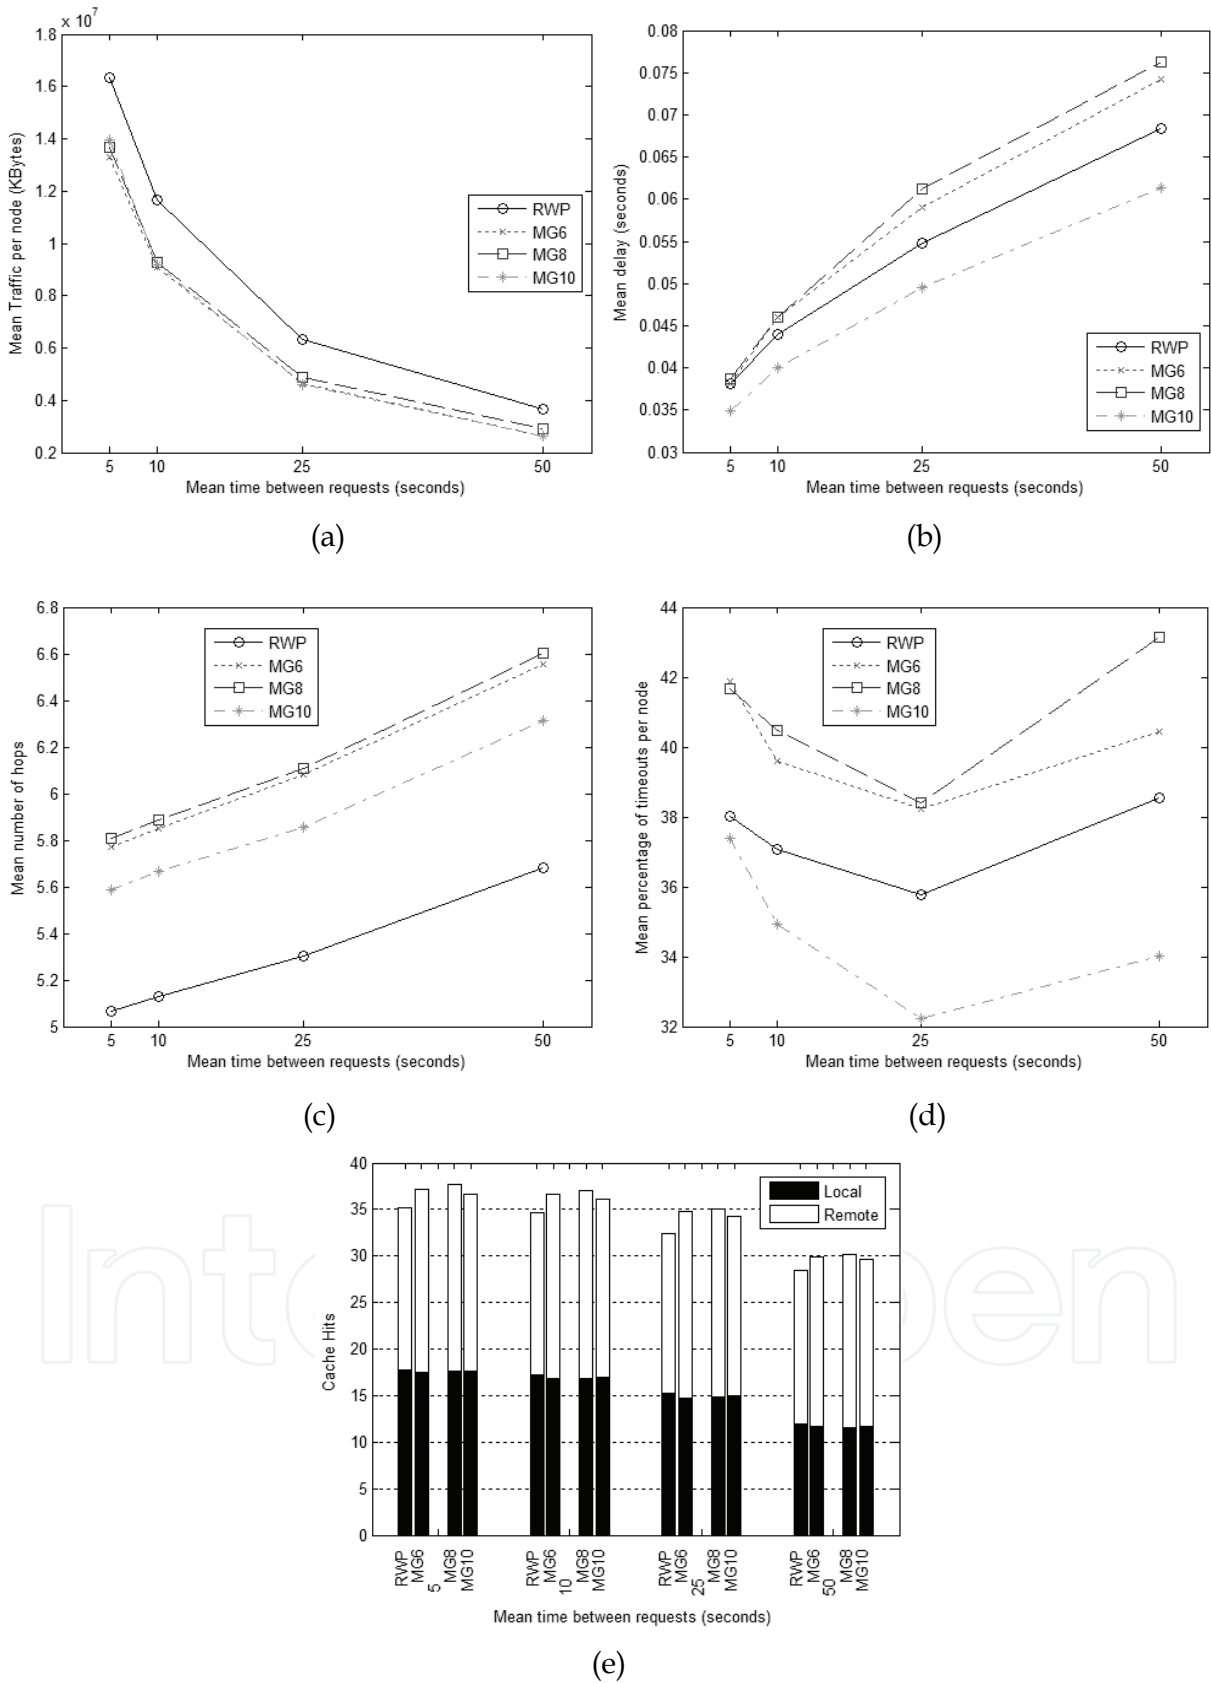 x 10^7
1.8
1.6
1.4
1.2
1
0.8
0.6
0.4
0.2
Mean Traffic per node (KBytes)
RWP
MG6
MG8
MG10
5 10 25 50
Mean time between requests (seconds)
(a)
0.08
0.075
0.07
0.065
0.06
0.055
0.05
0.045
0.04
0.035
0.03
Mean delay (seconds)
RWP
MG6
MG8
MG10
5 10 25 50
Mean time between requests (seconds)
(b)
6.8
6.6
6.4
6.2
6
5.8
5.6
5.4
5.2
5
Mean number of hops
RWP
MG6
MG8
MG10
5 10 25 50
Mean time between requests (seconds)
(c)
44
42
40
38
36
34
32
Mean percentage of timeouts per node
RWP
MG6
MG8
MG10
5 10 25 50
Mean time between requests (seconds)
(d)
40
35
30
25
20
15
10
5
0
Cache Hits
Local
Remote
RWP MG6 5 MG8 MG10 RWP MG6 10 MG8 MG10 RWP MG6 25 MG8 MG10 RWP MG6 50 MG8 MG10
Mean time between requests (seconds)
(e)